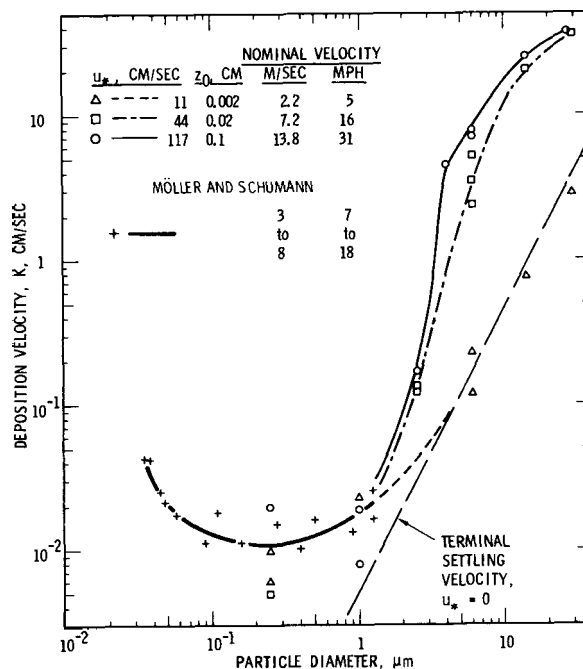 NOMINAL VELOCITY
u*, CM/SEC z0, CM M/SEC MPH
△ 11 0.002 2.2 5
□ 44 0.02 7.2 16
○ 117 0.1 13.8 31
MÖLLER AND SCHUMANN
+ 3 7
to to
8 18
DEPOSITION VELOCITY, K, CM/SEC
10
1
10⁻¹
10⁻²
TERMINAL
SETTLING
VELOCITY,
u* = 0
10⁻² 10⁻¹ 1 10
PARTICLE DIAMETER, μm